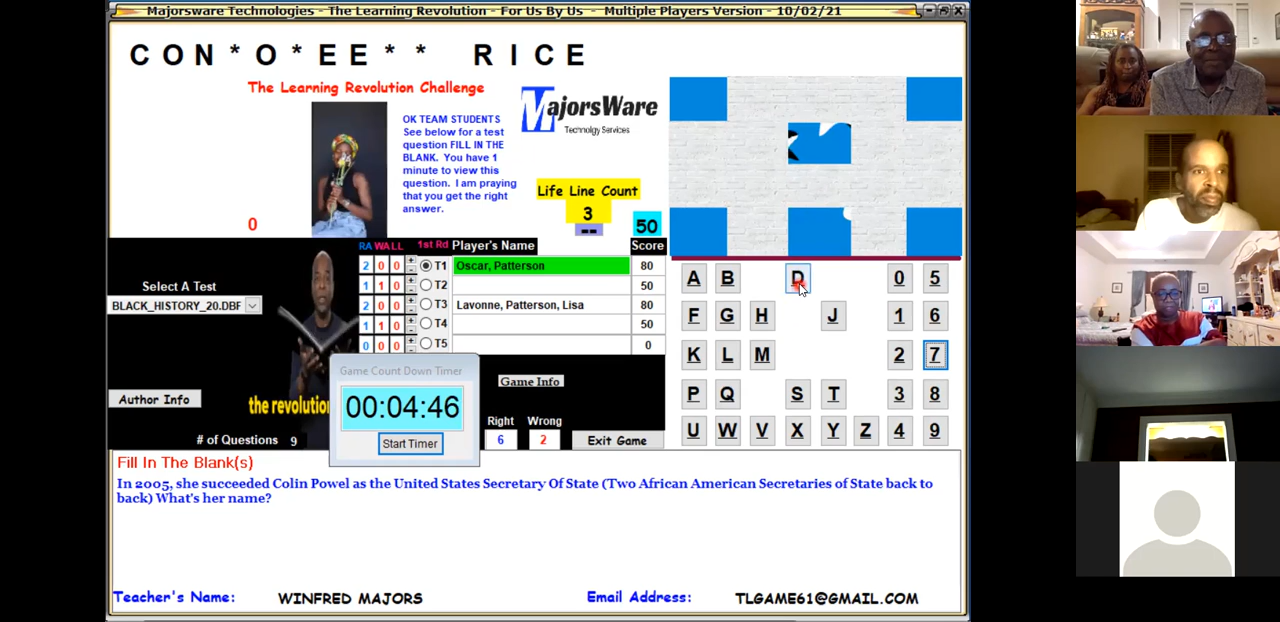 Majorsware Technologies - The Learning Revolution - For Us By Us - Multiple Players Version - 10/02/21
CON*O*EE** RICE
The Learning Revolution Challenge
MajorsWare
Technolgy Services
OK TEAM STUDENTS
See below for a test
question FILL IN THE
BLANK. You have 1
minute to view this
question. I am praying
that you get the right
answer.
Life Line Count
3
--
50
0
RA WALL 1st Rd Player's Name Score
2 0 0 + - T1 Oscar, Patterson 80
1 1 0 + - T2 50
2 0 0 + - T3 Lavonne, Patterson, Lisa 80
1 1 0 + - T4 50
0 0 0 + - T5 0
Select A Test
BLACK_HISTORY_20.DBF
Author Info
the revolution
# of Questions 9
Game Count Down Timer
00:04:46
Start Timer
Game Info
Right Wrong
6 2
Exit Game
A B D 0 5
F G H J 1 6
K L M 2 7
P Q S T 3 8
U W V X Y Z 4 9
Fill In The Blank(s)
In 2005, she succeeded Colin Powel as the United States Secretary Of State (Two African American Secretaries of State back to
back) What's her name?
Teacher's Name: WINFRED MAJORS Email Address: TLGAME61@GMAIL.COM